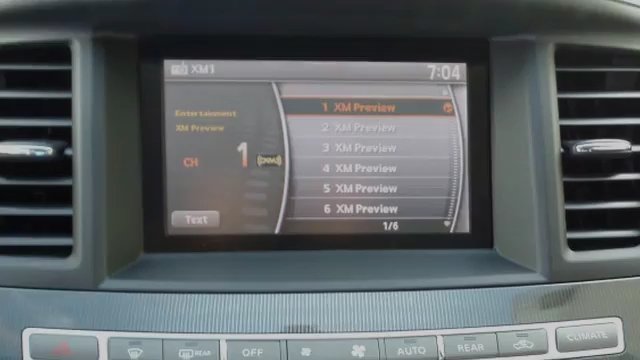 XM1 7:04
Entertainment
XM Preview
CH 1 XM
Text
1 XM Preview
2 XM Preview
3 XM Preview
4 XM Preview
5 XM Preview
6 XM Preview
1/6
REAR OFF AUTO REAR CLIMATE